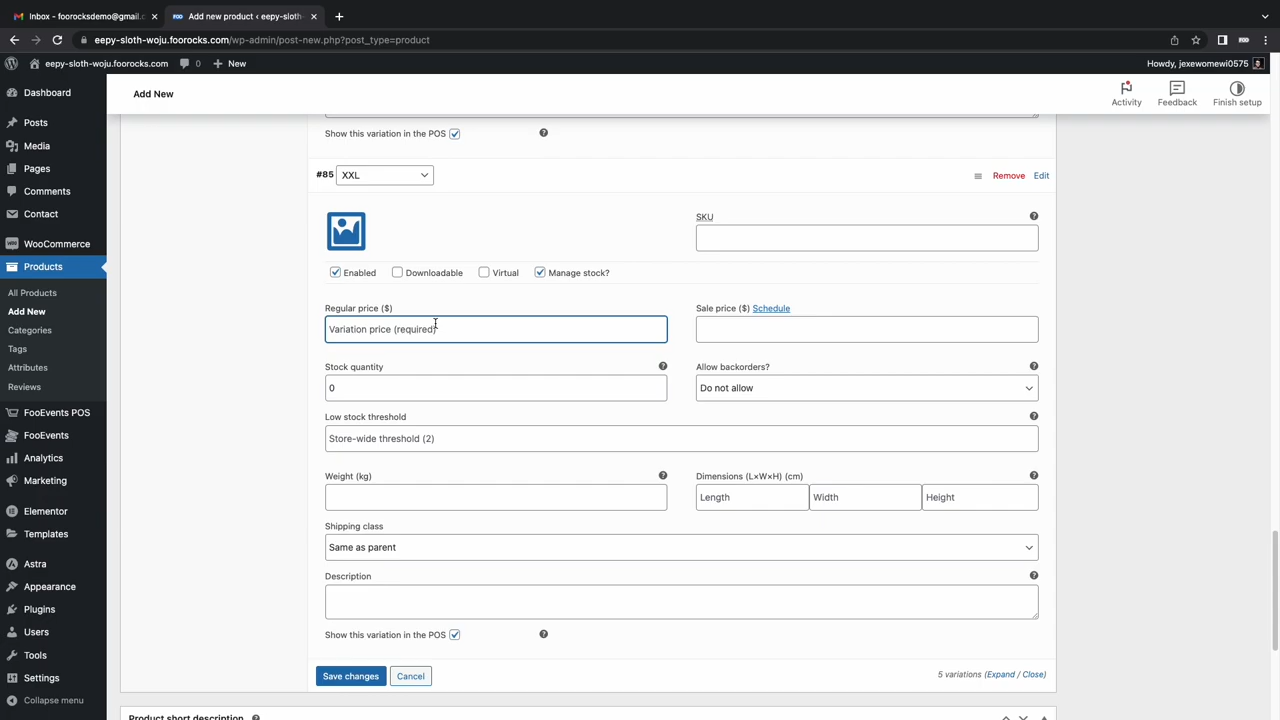 Inbox - foorocksdemo@gmail.c
Add new product ‹ eepy-sloth-
eepy-sloth-woju.foorocks.com/wp-admin/post-new.php?post_type=product
eepy-sloth-woju.foorocks.com
0
New
Howdy, jexewomewi0575
Dashboard
Posts
Media
Pages
Comments
Contact
WooCommerce
Products
All Products
Add New
Categories
Tags
Attributes
Reviews
FooEvents POS
FooEvents
Analytics
Marketing
Elementor
Templates
Astra
Appearance
Plugins
Users
Tools
Settings
Collapse menu
Add New
Activity
Feedback
Finish setup
Show this variation in the POS
#85 XXL
Remove Edit
SKU
Enabled Downloadable Virtual Manage stock?
Regular price ($)
Variation price (required)
Sale price ($) Schedule
Stock quantity
0
Allow backorders?
Do not allow
Low stock threshold
Store-wide threshold (2)
Weight (kg)
Dimensions (L×W×H) (cm)
Length Width Height
Shipping class
Same as parent
Description
Show this variation in the POS
Save changes Cancel
5 variations (Expand / Close)
Product short description